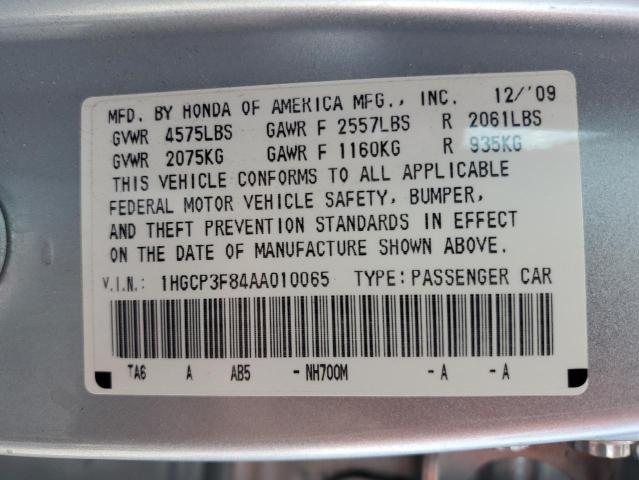 MFD. BY HONDA OF AMERICA MFG., INC. 12/'09
GVWR 4575LBS GAWR F 2557LBS R 2061LBS
GVWR 2075KG GAWR F 1160KG R 935KG
THIS VEHICLE CONFORMS TO ALL APPLICABLE
FEDERAL MOTOR VEHICLE SAFETY, BUMPER,
AND THEFT PREVENTION STANDARDS IN EFFECT
ON THE DATE OF MANUFACTURE SHOWN ABOVE.
V.I.N.: 1HGCP3F84AA010065 TYPE:PASSENGER CAR
TA6 A AB5 -NH700M -A -A